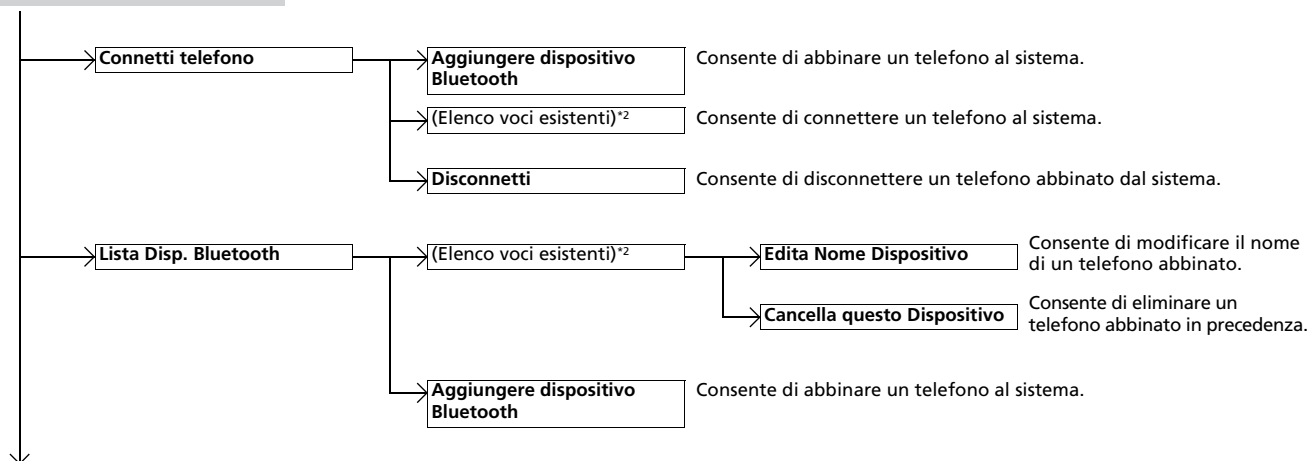 Connetti telefono
Aggiungere dispositivo
Bluetooth
Consente di abbinare un telefono al sistema.
(Elenco voci esistenti)*2
Consente di connettere un telefono al sistema.
Disconnetti
Consente di disconnettere un telefono abbinato dal sistema.
Lista Disp. Bluetooth
(Elenco voci esistenti)*2
Edita Nome Dispositivo
Consente di modificare il nome
di un telefono abbinato.
Cancella questo Dispositivo
Consente di eliminare un
telefono abbinato in precedenza.
Aggiungere dispositivo
Bluetooth
Consente di abbinare un telefono al sistema.